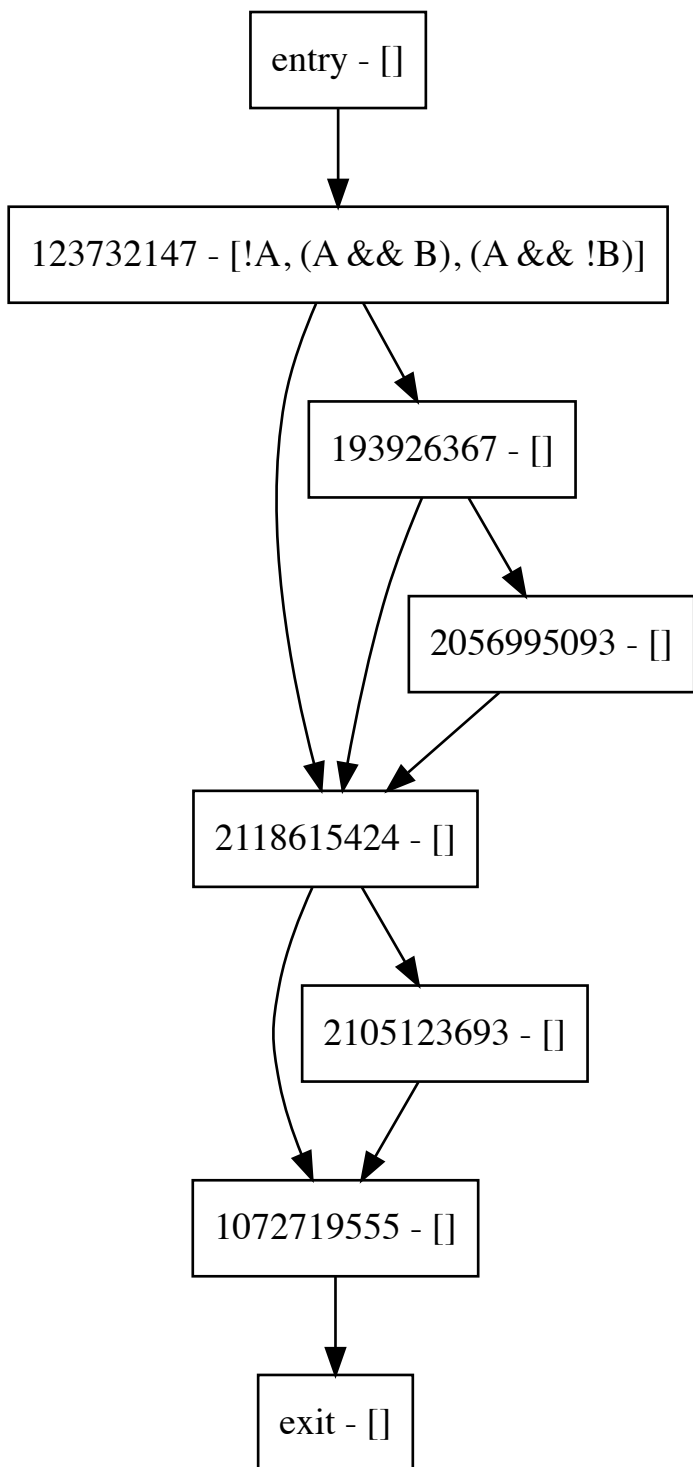 entry - []
123732147 - [!A, (A && B), (A && !B)]
193926367 - []
2056995093 - []
2118615424 - []
2105123693 - []
1072719555 - []
exit - []